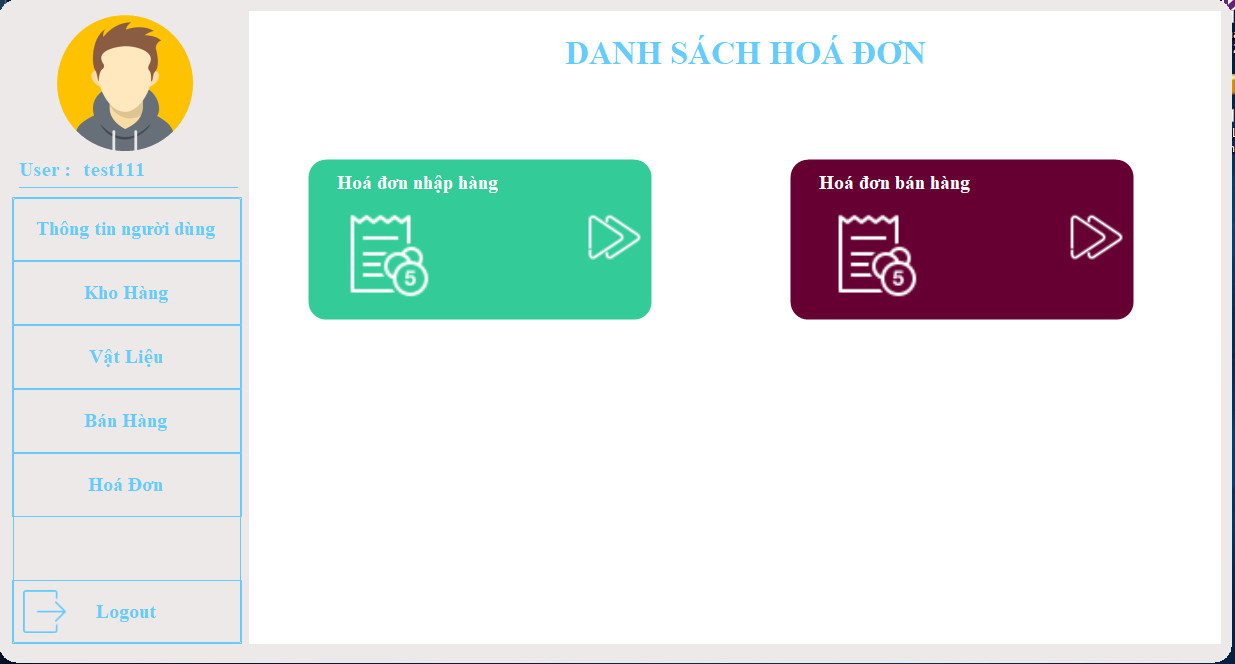 DANH SÁCH HOÁ ĐƠN
User : test111
Thông tin người dùng
Kho Hàng
Vật Liệu
Bán Hàng
Hoá Đơn
Logout
Hoá đơn nhập hàng
5
Hoá đơn bán hàng
5